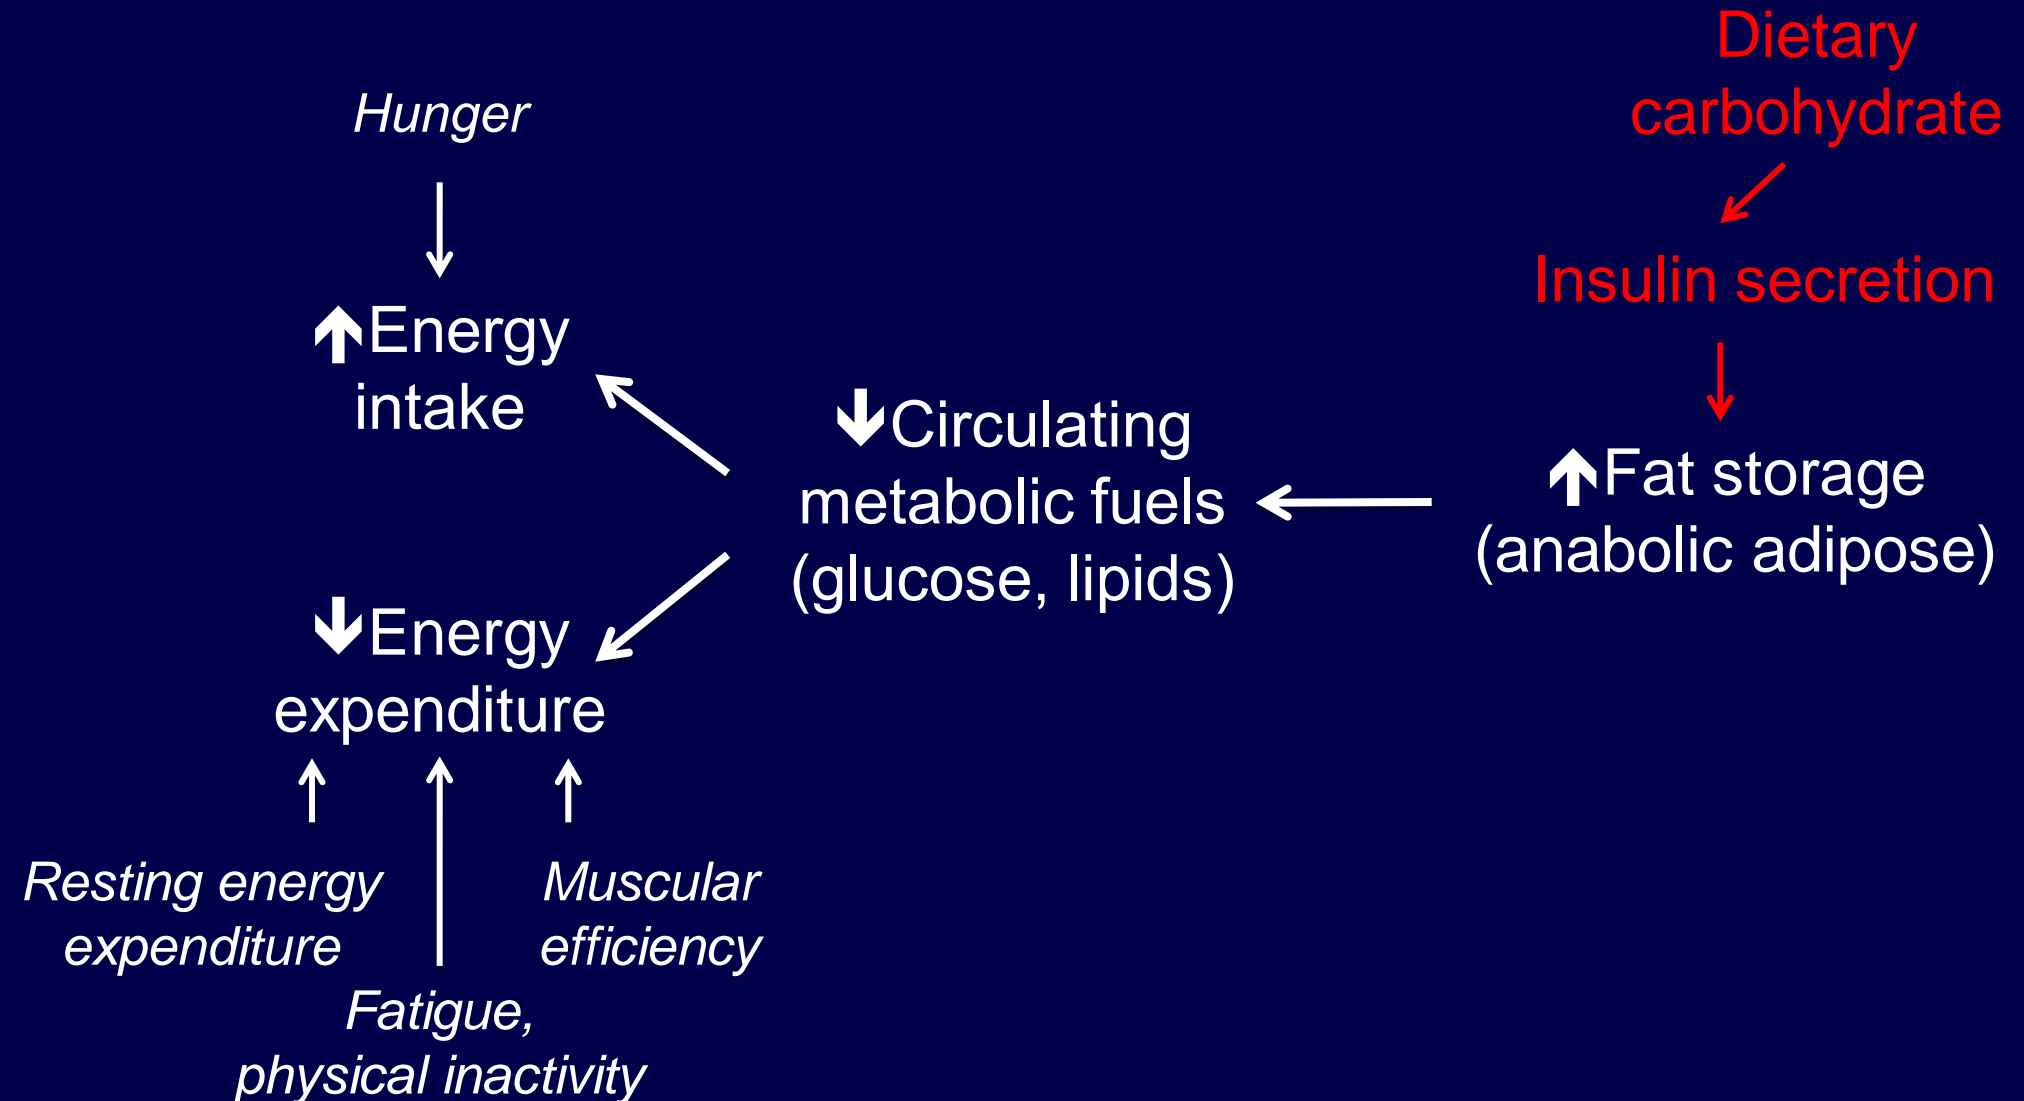 Dietary
carbohydrate
Hunger
Insulin secretion
↑Energy
intake
↓Circulating
metabolic fuels
(glucose, lipids)
↑Fat storage
(anabolic adipose)
↓Energy
expenditure
Resting energy
expenditure
Muscular
efficiency
Fatigue,
physical inactivity